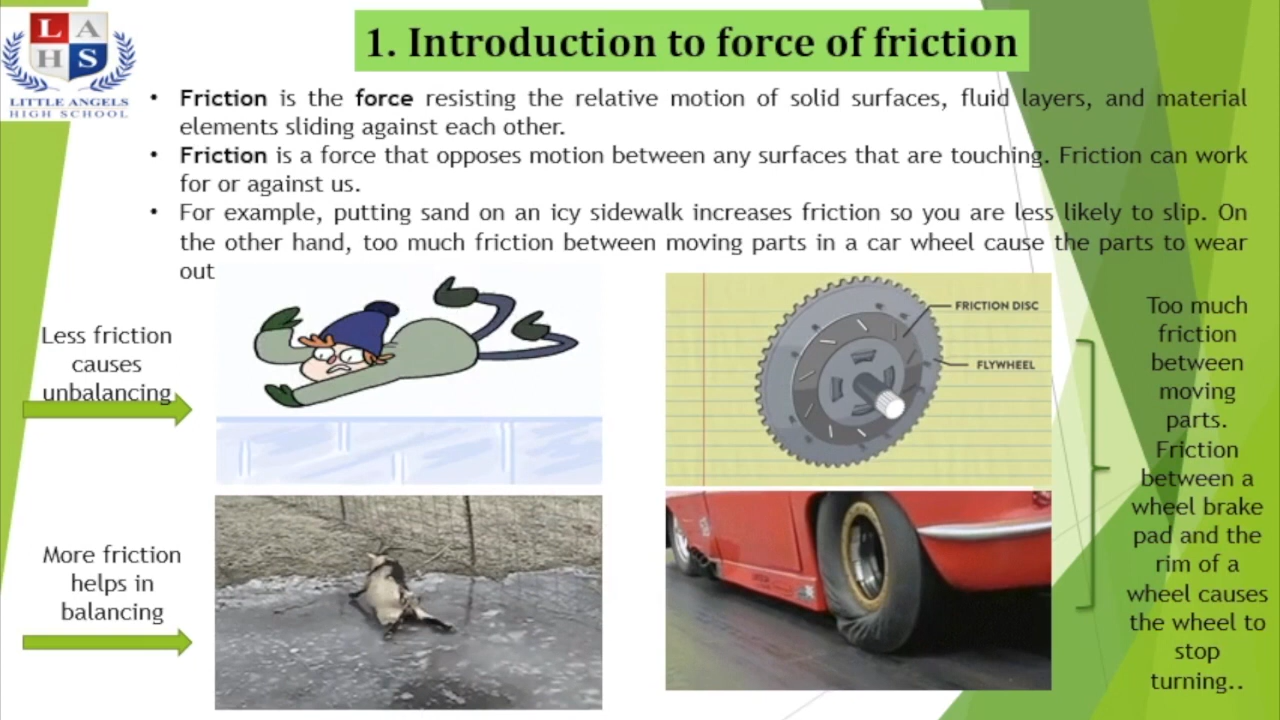 L A
H S
LITTLE ANGELS
HIGH SCHOOL
1. Introduction to force of friction
• Friction is the force resisting the relative motion of solid surfaces, fluid layers, and material
elements sliding against each other.
• Friction is a force that opposes motion between any surfaces that are touching. Friction can work
for or against us.
• For example, putting sand on an icy sidewalk increases friction so you are less likely to slip. On
the other hand, too much friction between moving parts in a car wheel cause the parts to wear
out
Less friction
causes
unbalancing
More friction
helps in
balancing
FRICTION DISC
FLYWHEEL
Too much
friction
between
moving
parts.
Friction
between a
wheel brake
pad and the
rim of a
wheel causes
the wheel to
stop
turning..